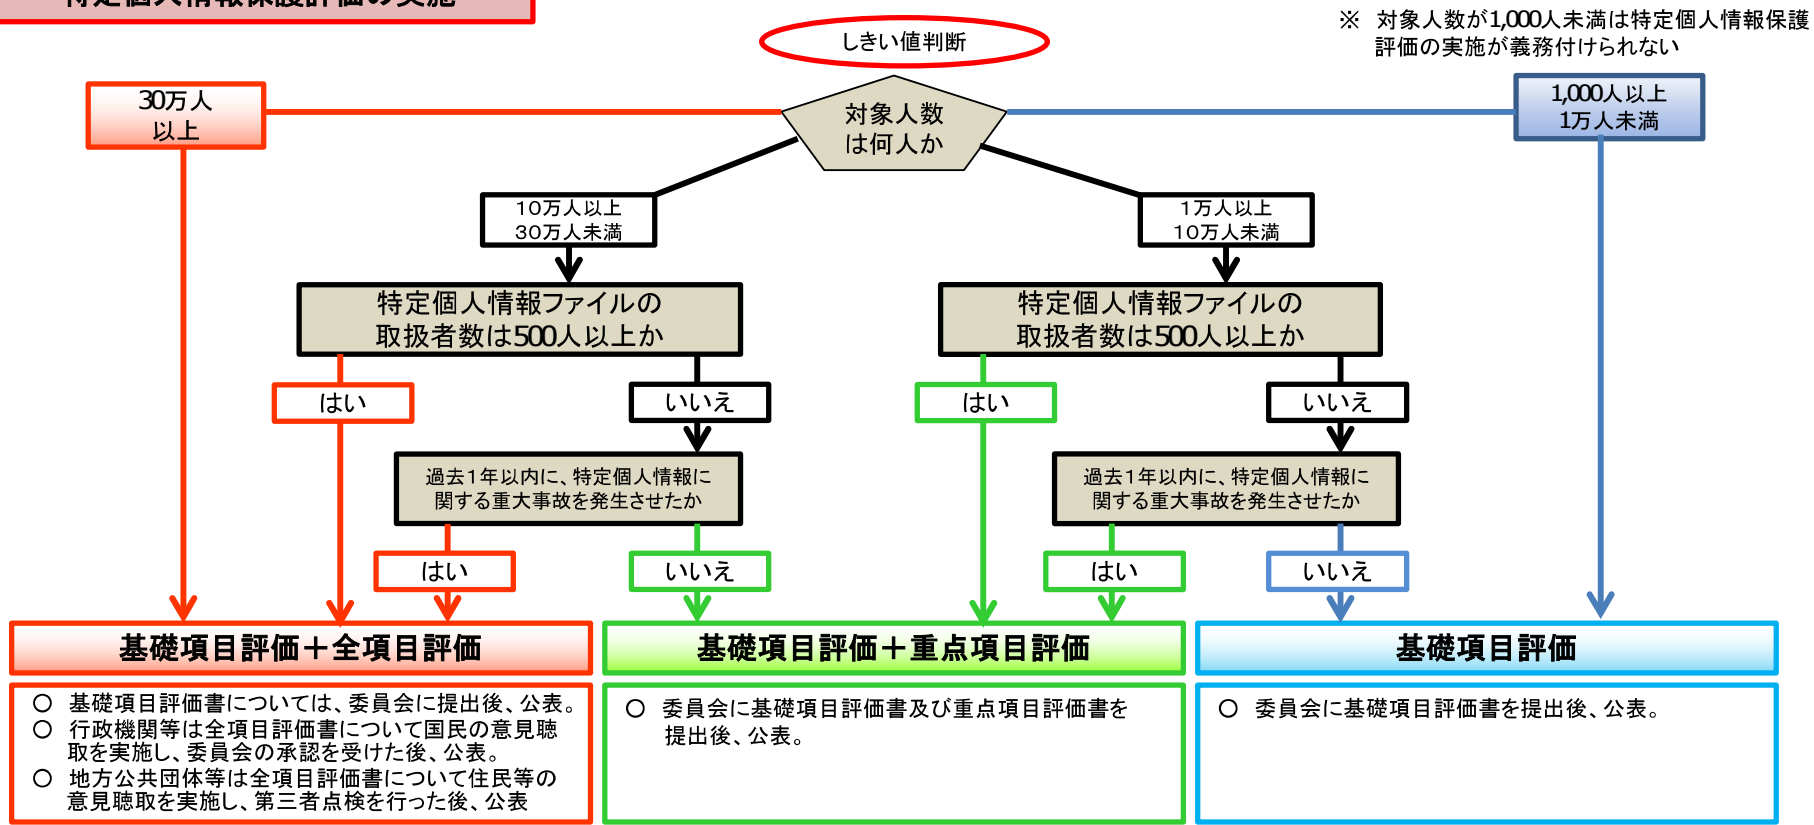 特定個人情報保護評価の実施
※ 対象人数が1,000人未満は特定個人情報保護
評価の実施が義務付けられない
しきい値判断
対象人数
は何人か
30万人
以上
1,000人以上
1万人未満
10万人以上
30万人未満
1万人以上
10万人未満
特定個人情報ファイルの
取扱者数は500人以上か
特定個人情報ファイルの
取扱者数は500人以上か
はい
いいえ
はい
いいえ
過去1年以内に、特定個人情報に
関する重大事故を発生させたか
過去1年以内に、特定個人情報に
関する重大事故を発生させたか
はい
いいえ
はい
いいえ
基礎項目評価＋全項目評価
基礎項目評価＋重点項目評価
基礎項目評価
○ 基礎項目評価書については、委員会に提出後、公表。
○ 行政機関等は全項目評価書について国民の意見聴
取を実施し、委員会の承認を受けた後、公表。
○ 地方公共団体等は全項目評価書について住民等の
意見聴取を実施し、第三者点検を行った後、公表
○ 委員会に基礎項目評価書及び重点項目評価書を
提出後、公表。
○ 委員会に基礎項目評価書を提出後、公表。